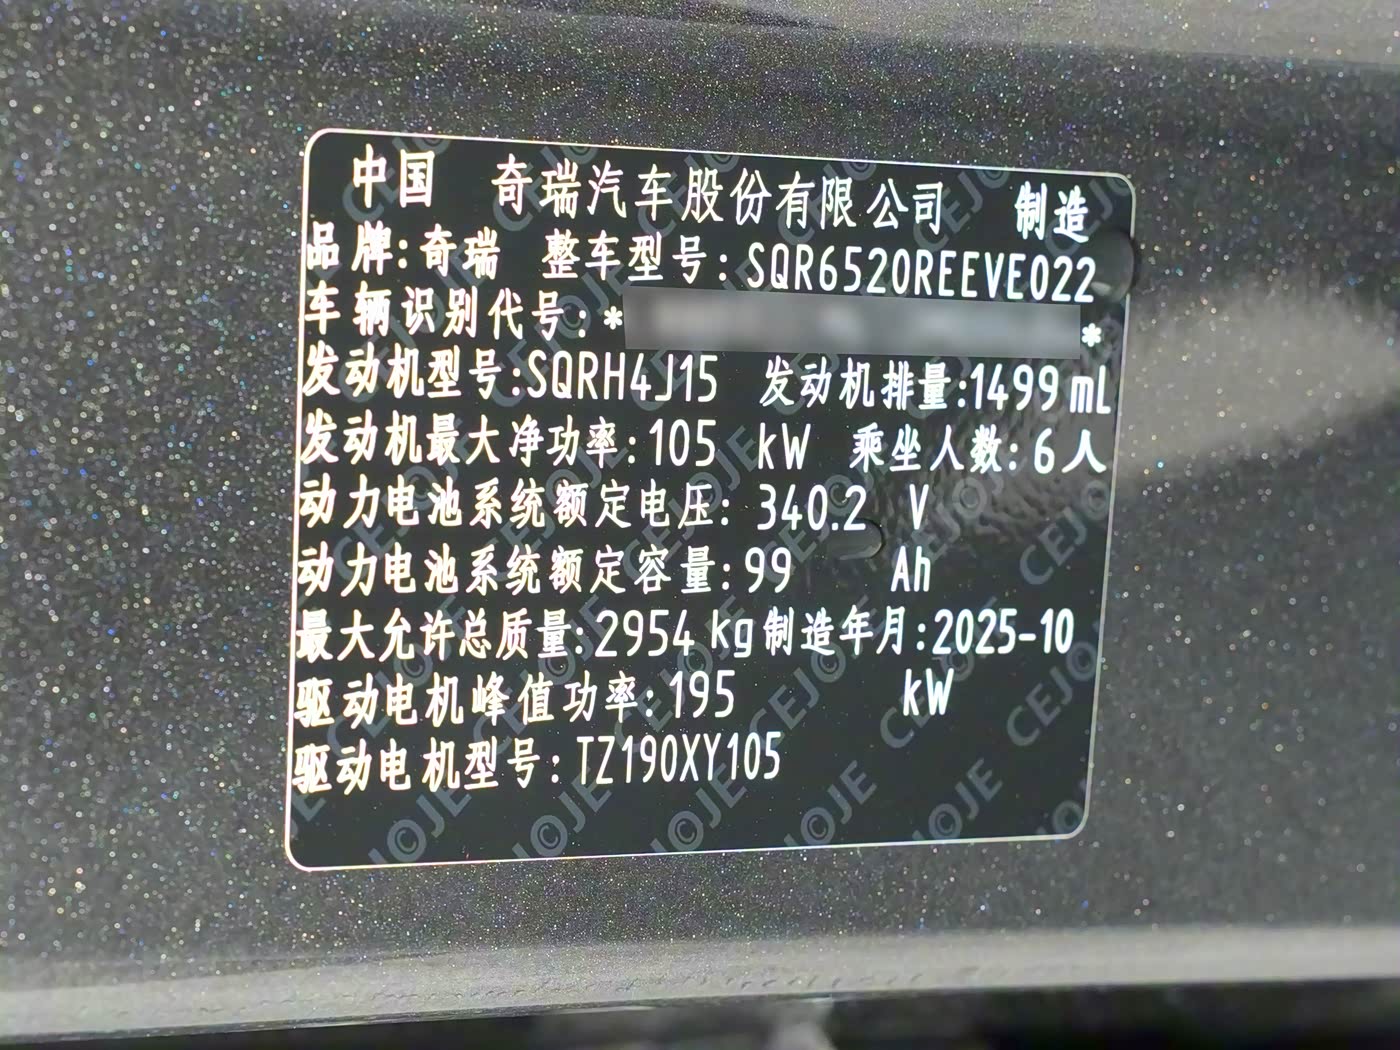 中国 奇瑞汽车股份有限公司 制造
品牌:奇瑞 整车型号:SQR6520REEVE022
车辆识别代号:* *
发动机型号:SQRH4J15 发动机排量:1499mL
发动机最大净功率:105 kW 乘坐人数:6人
动力电池系统额定电压:340.2 V
动力电池系统额定容量:99 Ah
最大允许总质量:2954 kg制造年月:2025-10
驱动电机峰值功率:195 kW
驱动电机型号:TZ190XY105